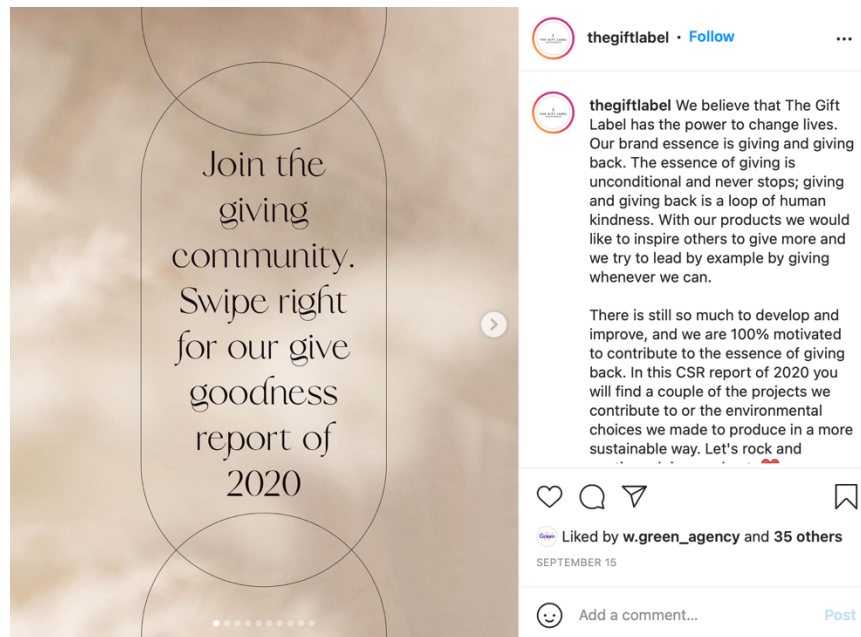 Join the
giving
community.
Swipe right
for our give
goodness
report of
2020
thegiftlabel • Follow
thegiftlabel We believe that The Gift
Label has the power to change lives.
Our brand essence is giving and giving
back. The essence of giving is
unconditional and never stops; giving
and giving back is a loop of human
kindness. With our products we would
like to inspire others to give more and
we try to lead by example by giving
whenever we can.
There is still so much to develop and
improve, and we are 100% motivated
to contribute to the essence of giving
back. In this CSR report of 2020 you
will find a couple of the projects we
contribute to or the environmental
choices we made to produce in a more
sustainable way. Let's rock and
Liked by w.green_agency and 35 others
SEPTEMBER 15
Add a comment...
Post